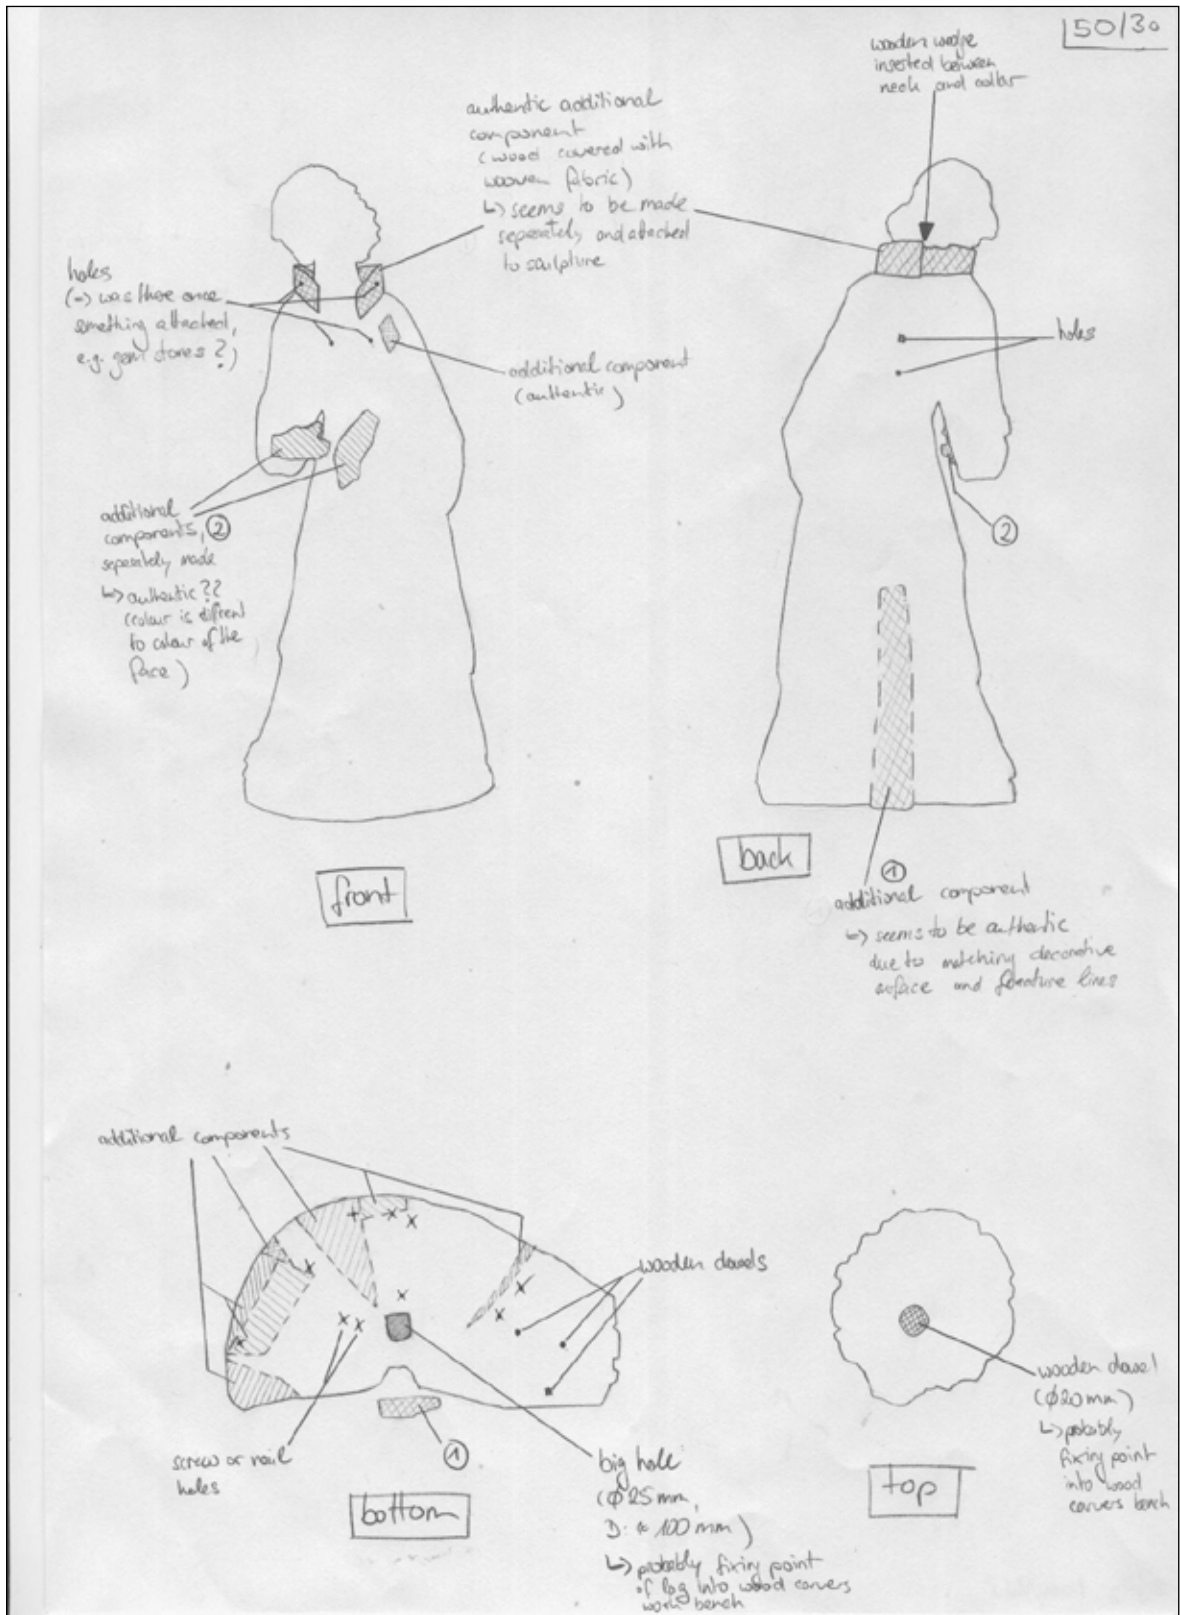 150/30
wooden wedge
inserted between
neck and collar
authentic additional
component
(wood covered with
wooven fabric)
↳ seems to be made
seperately and attached
to sculpture
holes
(→ was there once
something attached,
e.g. gem stones?)
additional component
(authentic)
holes
additional
components, ②
seperately made
↳ authentic??
(colour is diffrent
to colour of the
face)
②
front
back
①
additional component
↳ seems to be authentic
due to matching decorative
surface and
lines
additional components
wooden dowels
screw or nail
holes
①
bottom
big hole
(Ø 25 mm,
D: ≈ 100 mm)
↳ probably fixing point
of log into wood carvers
work bench
top
wooden dowel
(Ø 20 mm)
↳ probably
fixing point
into wood
carvers bench